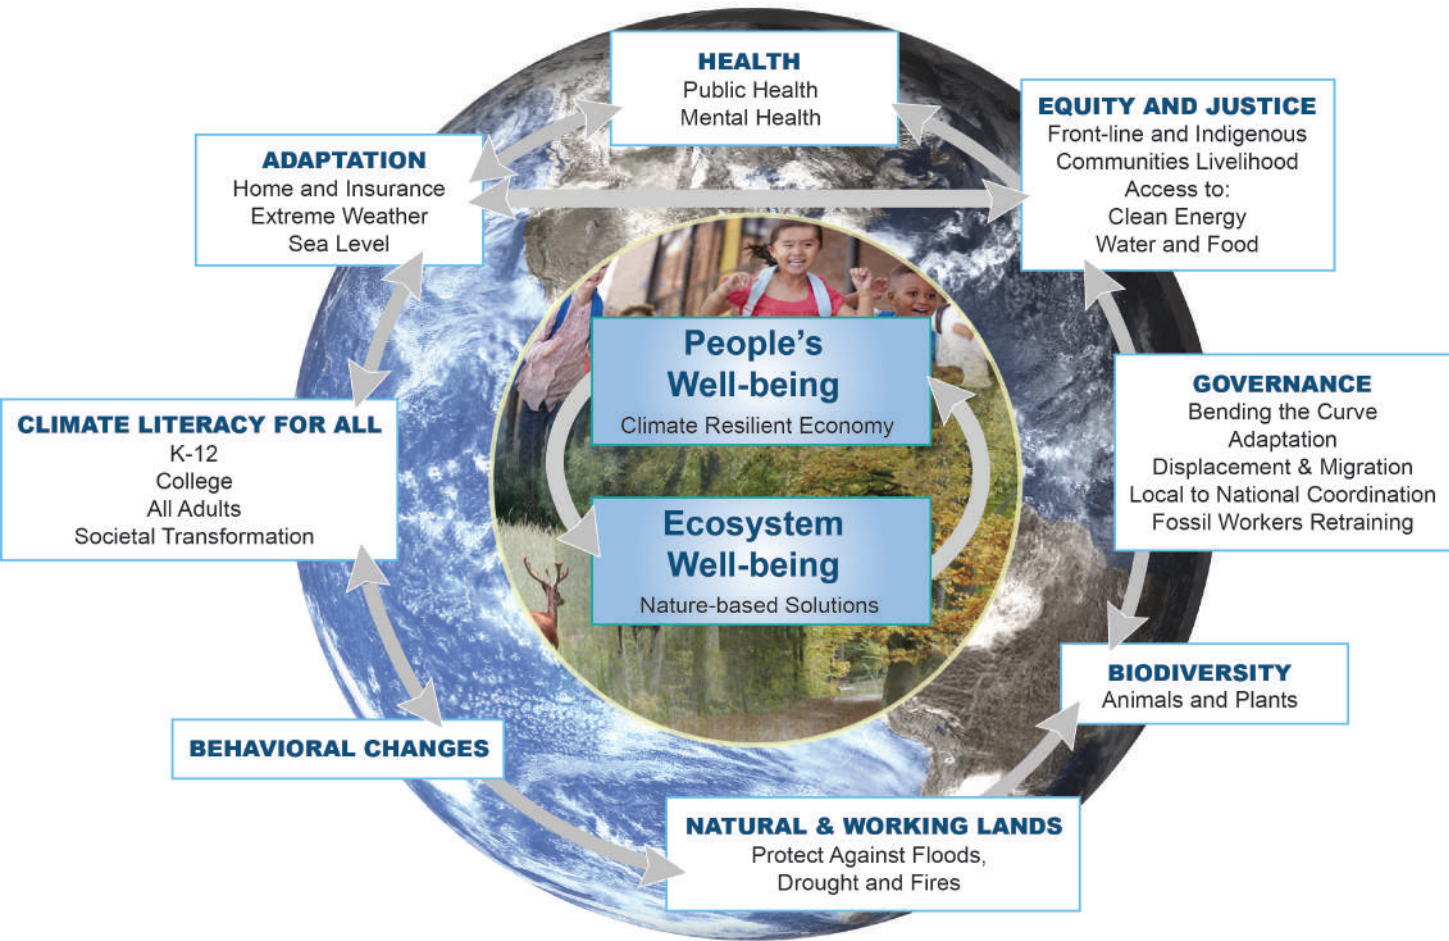 HEALTH
Public Health
Mental Health
EQUITY AND JUSTICE
Front-line and Indigenous
Communities Livelihood
Access to:
Clean Energy
Water and Food
ADAPTATION
Home and Insurance
Extreme Weather
Sea Level
People's
Well-being
Climate Resilient Economy
GOVERNANCE
Bending the Curve
Adaptation
Displacement & Migration
Local to National Coordination
Fossil Workers Retraining
CLIMATE LITERACY FOR ALL
K-12
College
All Adults
Societal Transformation
Ecosystem
Well-being
Nature-based Solutions
BIODIVERSITY
Animals and Plants
BEHAVIORAL CHANGES
NATURAL & WORKING LANDS
Protect Against Floods,
Drought and Fires